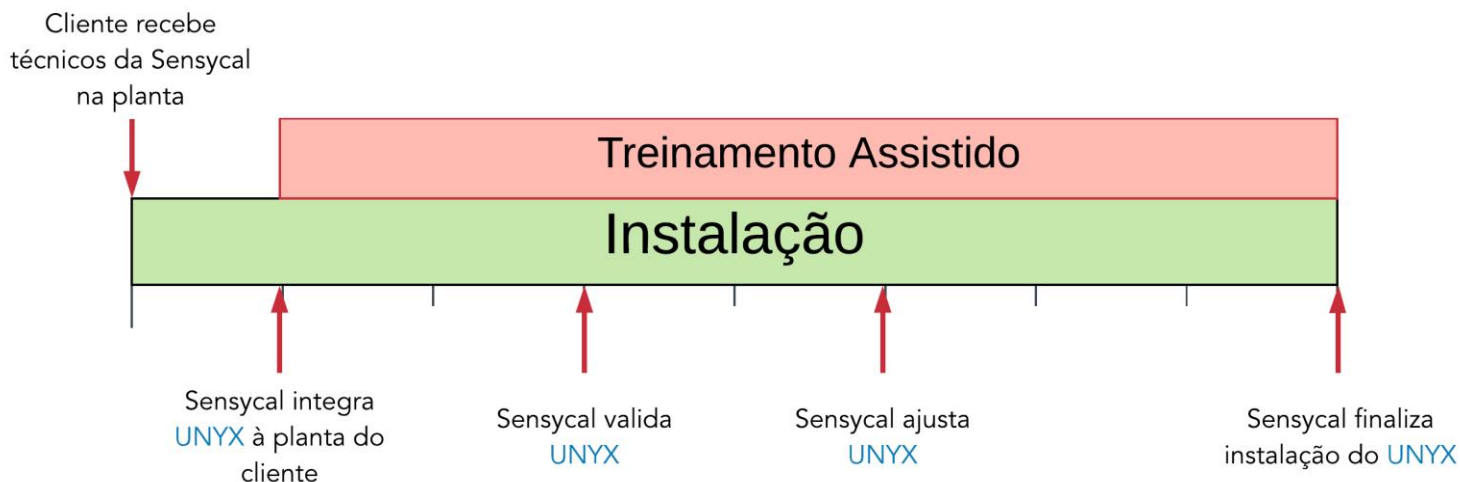 Cliente recebe
técnicos da Sensycal
na planta
Treinamento Assistido
Instalação
Sensycal integra
UNYX à planta do
cliente
Sensycal valida
UNYX
Sensycal ajusta
UNYX
Sensycal finaliza
instalação do UNYX